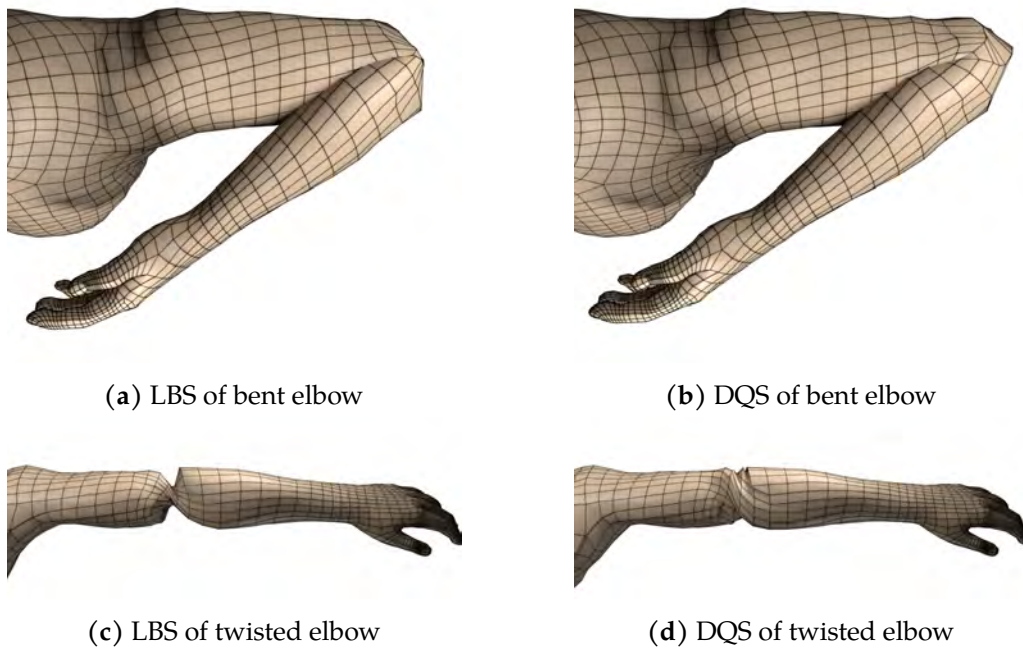 (a) LBS of bent elbow
(b) DQS of bent elbow
(c) LBS of twisted elbow
(d) DQS of twisted elbow